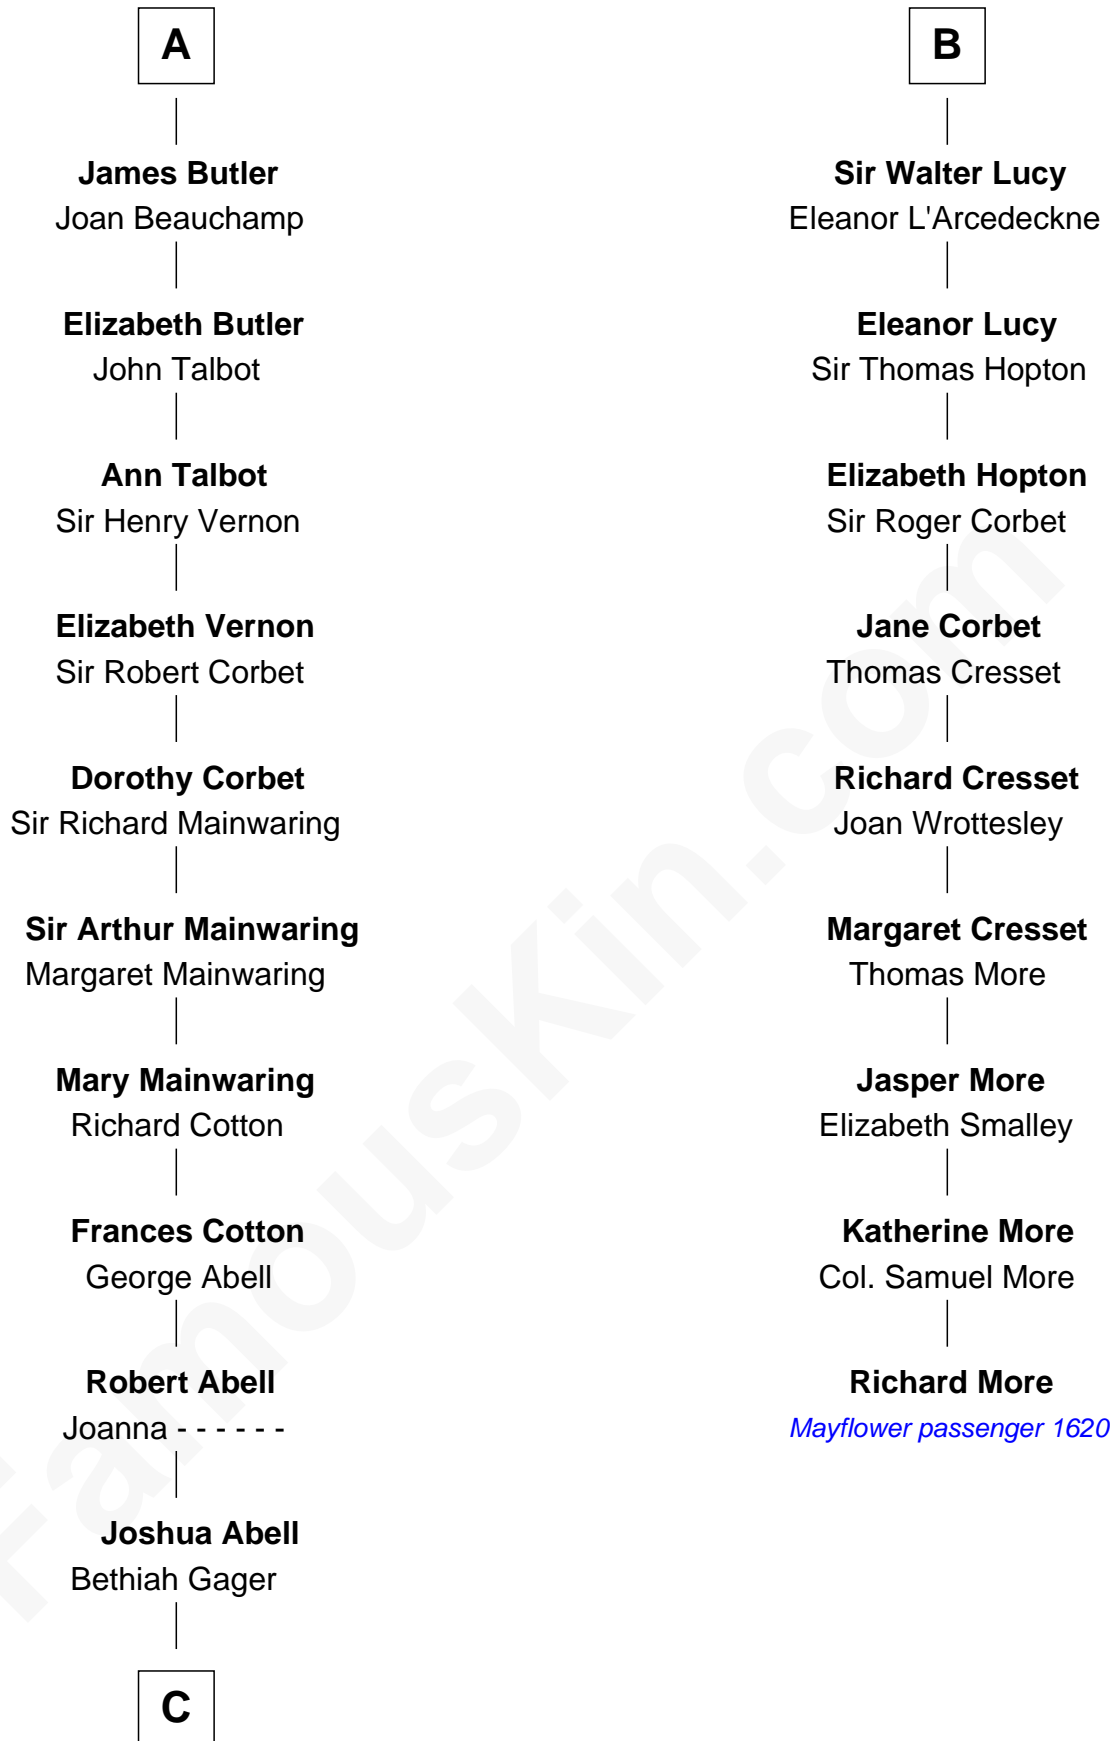 A
James Butler
Joan Beauchamp
Elizabeth Butler
John Talbot
Ann Talbot
Sir Henry Vernon
Elizabeth Vernon
Sir Robert Corbet
Dorothy Corbet
Sir Richard Mainwaring
Sir Arthur Mainwaring
Margaret Mainwaring
Mary Mainwaring
Richard Cotton
Frances Cotton
George Abell
Robert Abell
Joanna - - - - - -
Joshua Abell
Bethiah Gager
C
B
Sir Walter Lucy
Eleanor L'Arcedeckne
Eleanor Lucy
Sir Thomas Hopton
Elizabeth Hopton
Sir Roger Corbet
Jane Corbet
Thomas Cresset
Richard Cresset
Joan Wrottesley
Margaret Cresset
Thomas More
Jasper More
Elizabeth Smalley
Katherine More
Col. Samuel More
Richard More
Mayflower passenger 1620
FamousKin.com